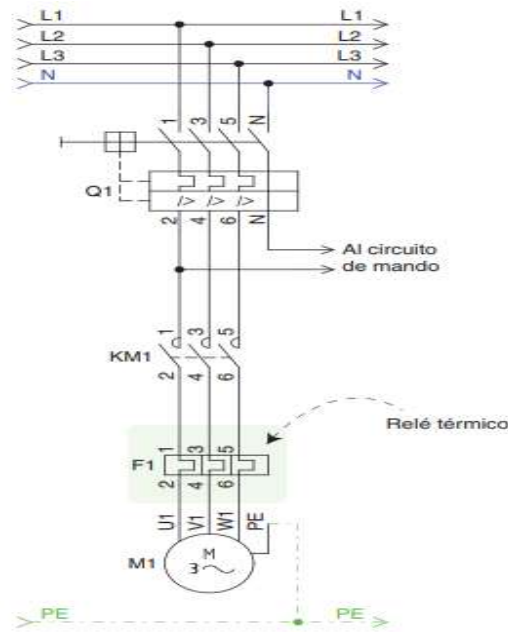 L1 L1
L2 L2
L3 L3
N N
1 3 5 N
Q1
I> I> I>
2 4 6 N
Al circuito
de mando
1 3 5
KM1
2 4 6
Relé térmico
1 3 5
F1
2 4 6
U1 V1 W1 PE
M1
M
3
PE PE